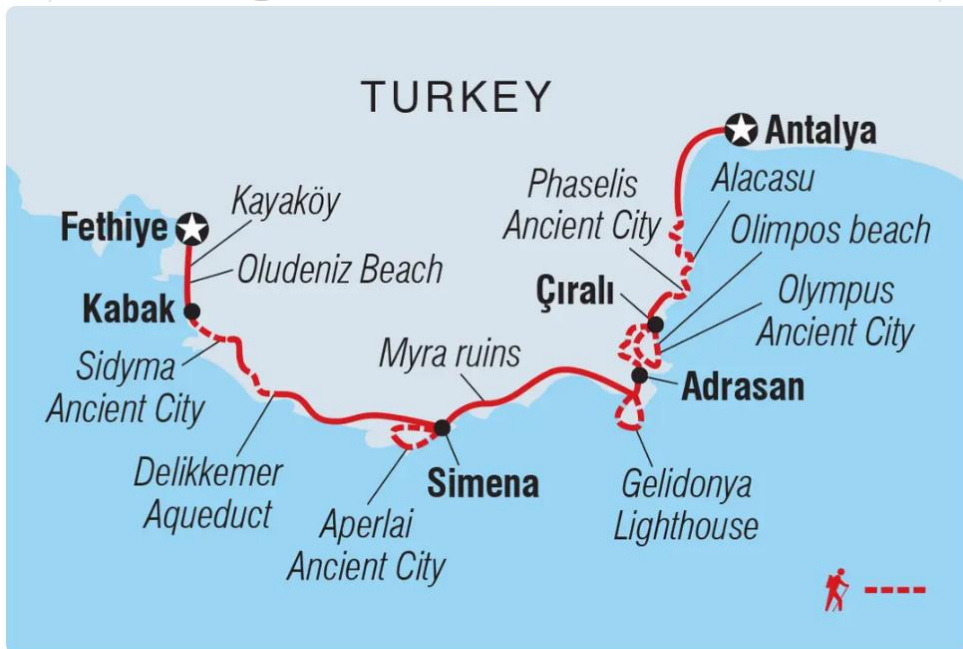 TURKEY
Antalya
Phaselis
Ancient City
Alacasu
Kayaköy
Fethiye
Olimpos beach
Oludeniz Beach
Çıralı
Olympus
Ancient City
Kabak
Sidyma
Ancient City
Myra ruins
Adrasan
Delikkemer
Aqueduct
Simena
Gelidonya
Lighthouse
Aperlai
Ancient City